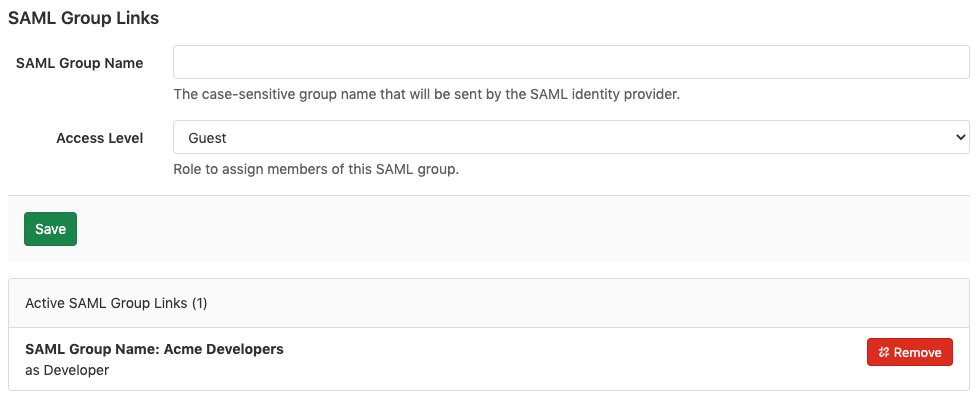 SAML Group Links
SAML Group Name
The case-sensitive group name that will be sent by the SAML identity provider.
Access Level
Guest
Role to assign members of this SAML group.
Save
Active SAML Group Links (1)
SAML Group Name: Acme Developers
as Developer
Remove